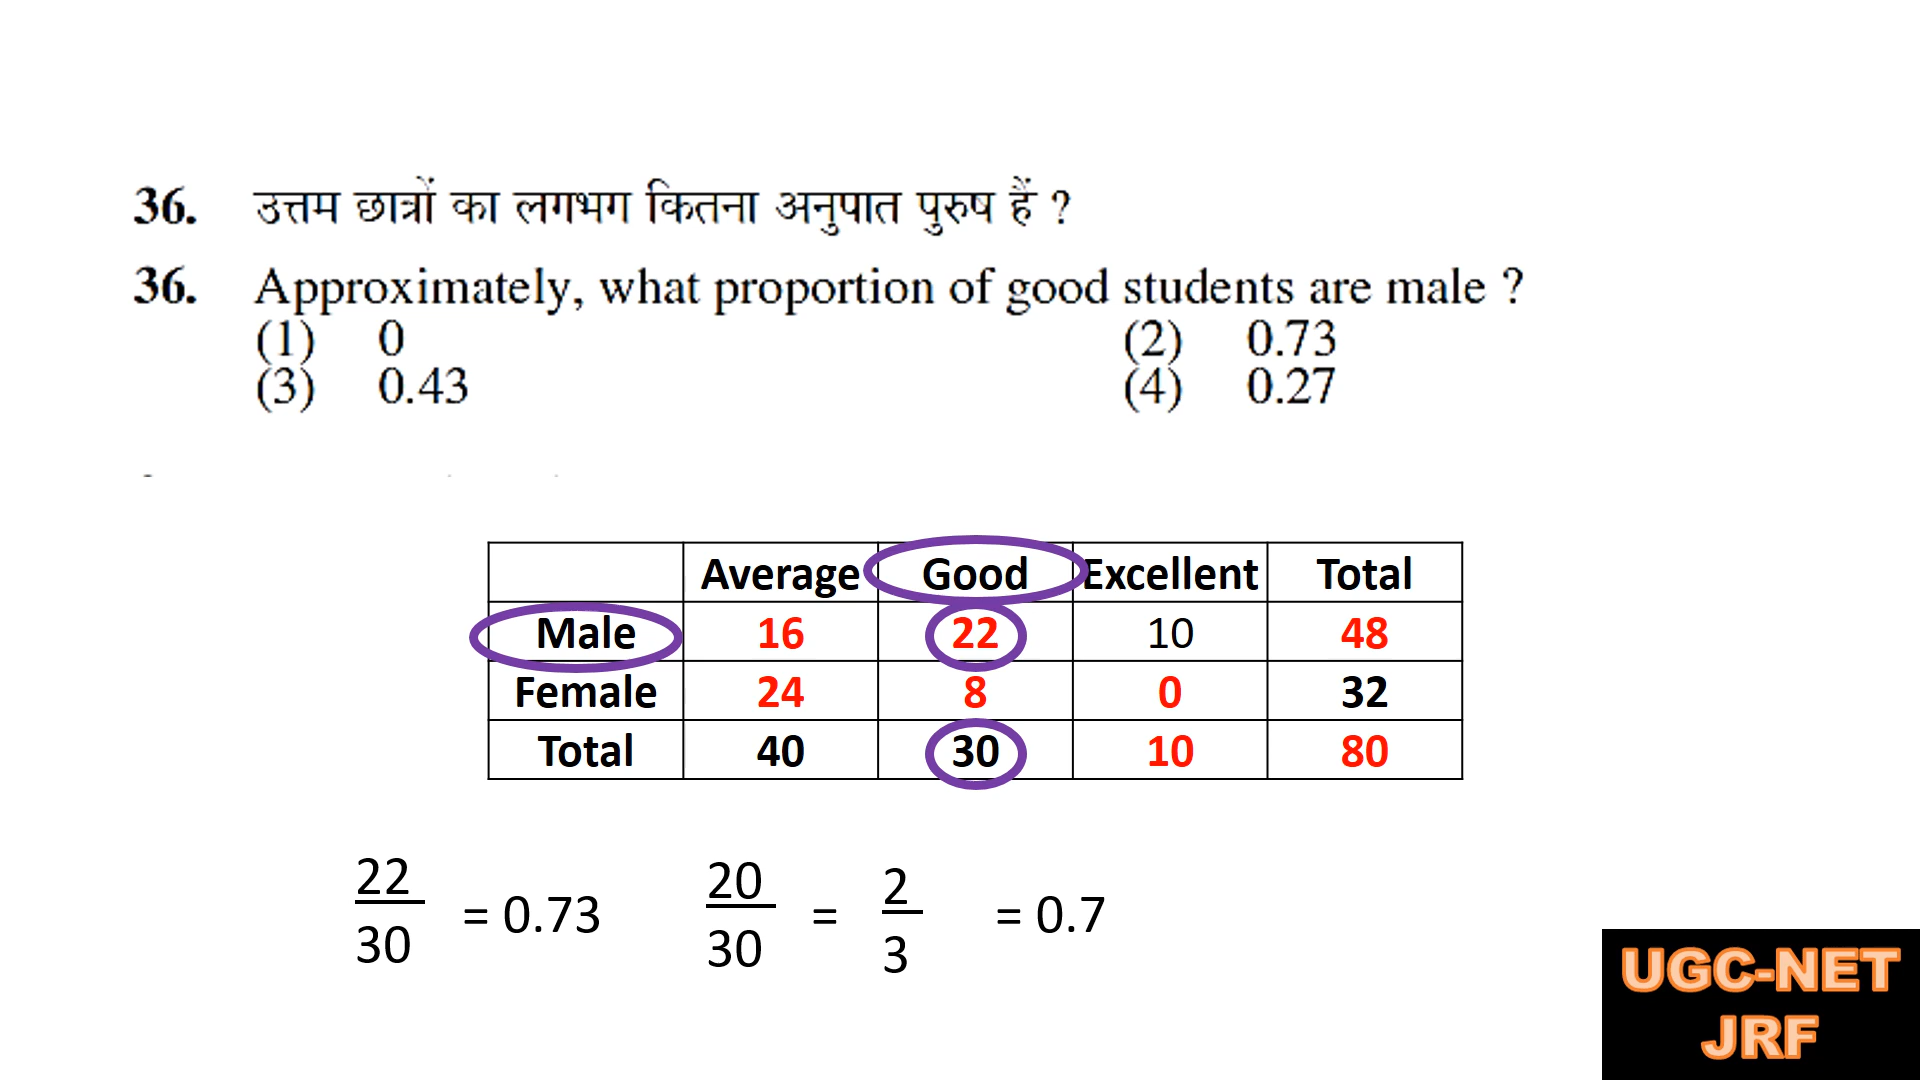 36. उत्तम छात्रों का लगभग कितना अनुपात पुरुष हैं ?
36. Approximately, what proportion of good students are male ?
(1) 0 (2) 0.73
(3) 0.43 (4) 0.27
Average Good Excellent Total
Male 16 22 10 48
Female 24 8 0 32
Total 40 30 10 80
22 20 2
= 0.73 = = 0.7
30 30 3
UGC-NET
JRF